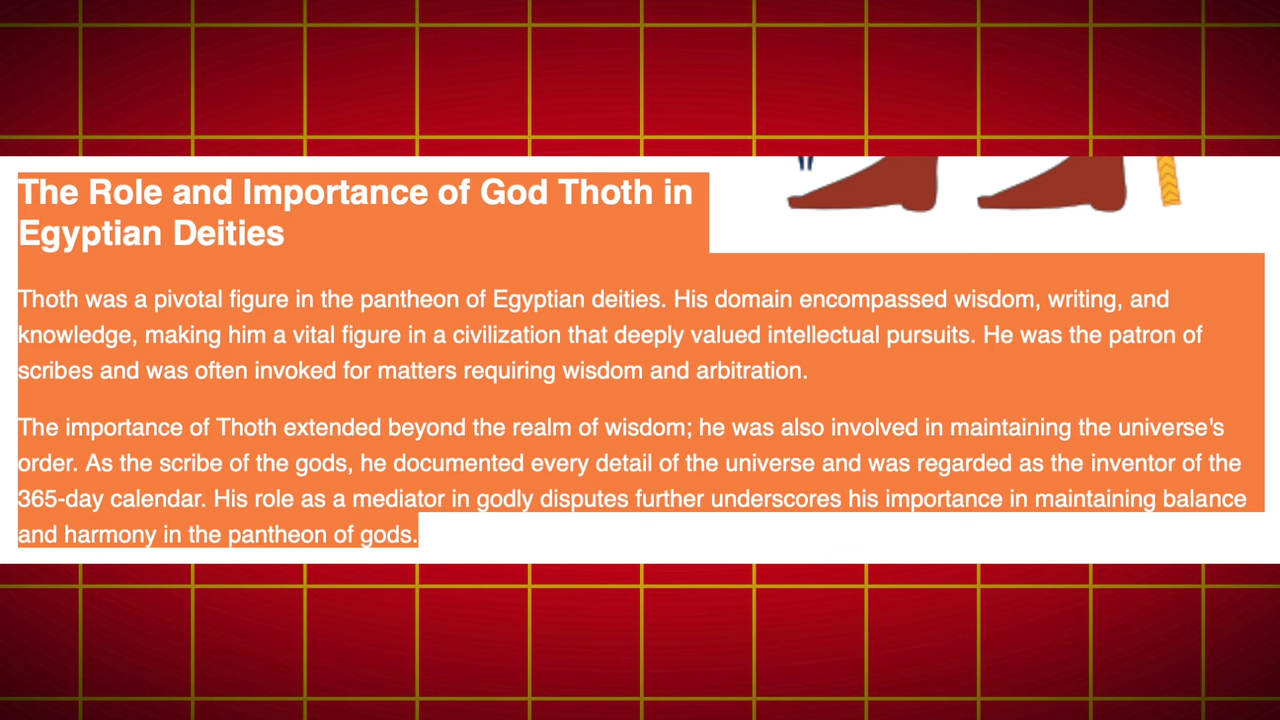 The Role and Importance of God Thoth in
Egyptian Deities
Thoth was a pivotal figure in the pantheon of Egyptian deities. His domain encompassed wisdom, writing, and
knowledge, making him a vital figure in a civilization that deeply valued intellectual pursuits. He was the patron of
scribes and was often invoked for matters requiring wisdom and arbitration.
The importance of Thoth extended beyond the realm of wisdom; he was also involved in maintaining the universe's
order. As the scribe of the gods, he documented every detail of the universe and was regarded as the inventor of the
365-day calendar. His role as a mediator in godly disputes further underscores his importance in maintaining balance
and harmony in the pantheon of gods.